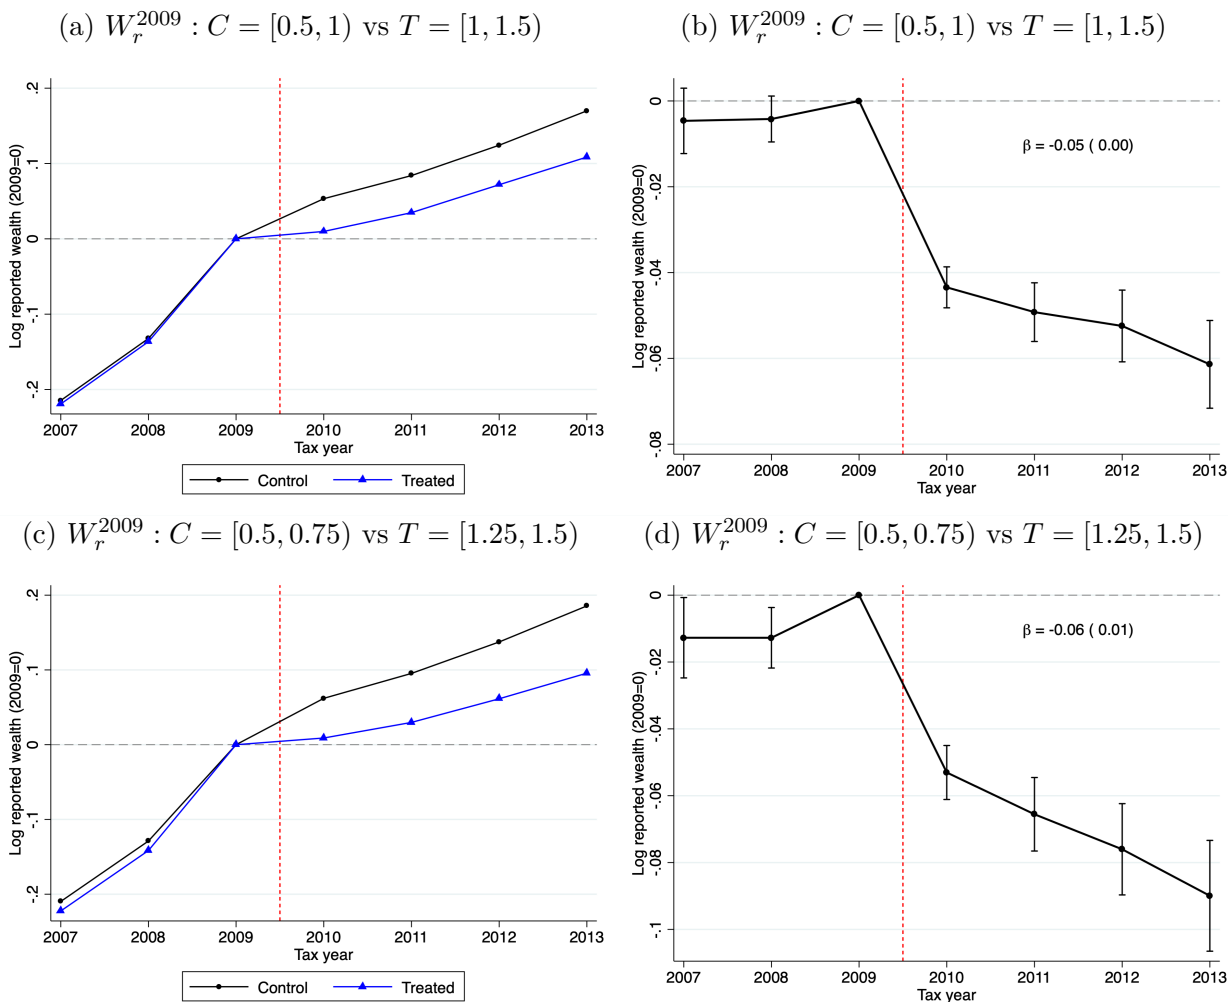 (a) $W_r^{2009}$ : C = [0.5, 1) vs T = [1, 1.5)
Log reported wealth (2009=0)
.2
.1
0
-.1
-.2
2007 2008 2009 2010 2011 2012 2013
Tax year
Control Treated
(b) $W_r^{2009}$ : C = [0.5, 1) vs T = [1, 1.5)
Log reported wealth (2009=0)
0
-.02
-.04
-.06
-.08
β = -0.05 ( 0.00)
2007 2008 2009 2010 2011 2012 2013
Tax year
(c) $W_r^{2009}$ : C = [0.5, 0.75) vs T = [1.25, 1.5)
Log reported wealth (2009=0)
.2
.1
0
-.1
-.2
2007 2008 2009 2010 2011 2012 2013
Tax year
Control Treated
(d) $W_r^{2009}$ : C = [0.5, 0.75) vs T = [1.25, 1.5)
Log reported wealth (2009=0)
0
-.02
-.04
-.06
-.08
-.1
β = -0.06 ( 0.01)
2007 2008 2009 2010 2011 2012 2013
Tax year